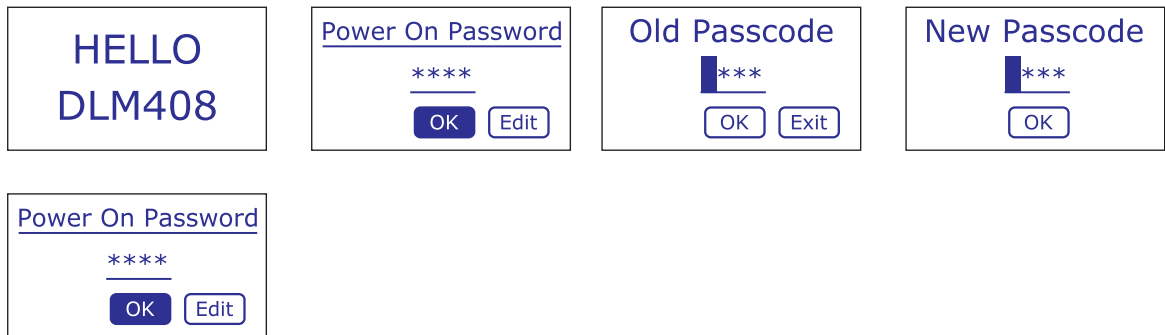 HELLO
DLM408
Power On Password
****
OK Edit
Old Passcode
***
OK Exit
New Passcode
***
OK
Power On Password
****
OK Edit